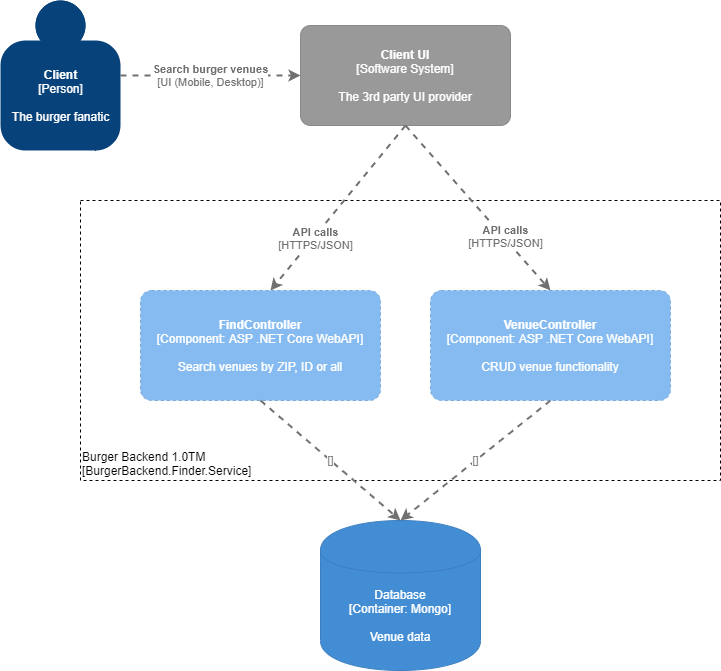 Client
[Person]
The burger fanatic
Search burger venues
[UI (Mobile, Desktop)]
Client UI
[Software System]
The 3rd party UI provider
API calls
[HTTPS/JSON]
API calls
[HTTPS/JSON]
FindController
[Component: ASP .NET Core WebAPI]
Search venues by ZIP, ID or all
VenueController
[Component: ASP .NET Core WebAPI]
CRUD venue functionality
Burger Backend 1.0TM
[BurgerBackend.Finder.Service]
[]
[]
Database
[Container: Mongo]
Venue data